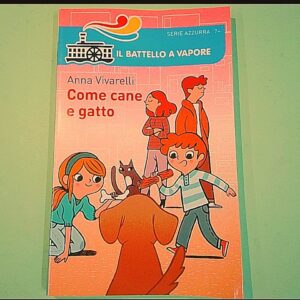 SERIE AZZURRA 7+
IL BATTELLO A VAPORE
Anna Vivarelli
Come cane
e gatto